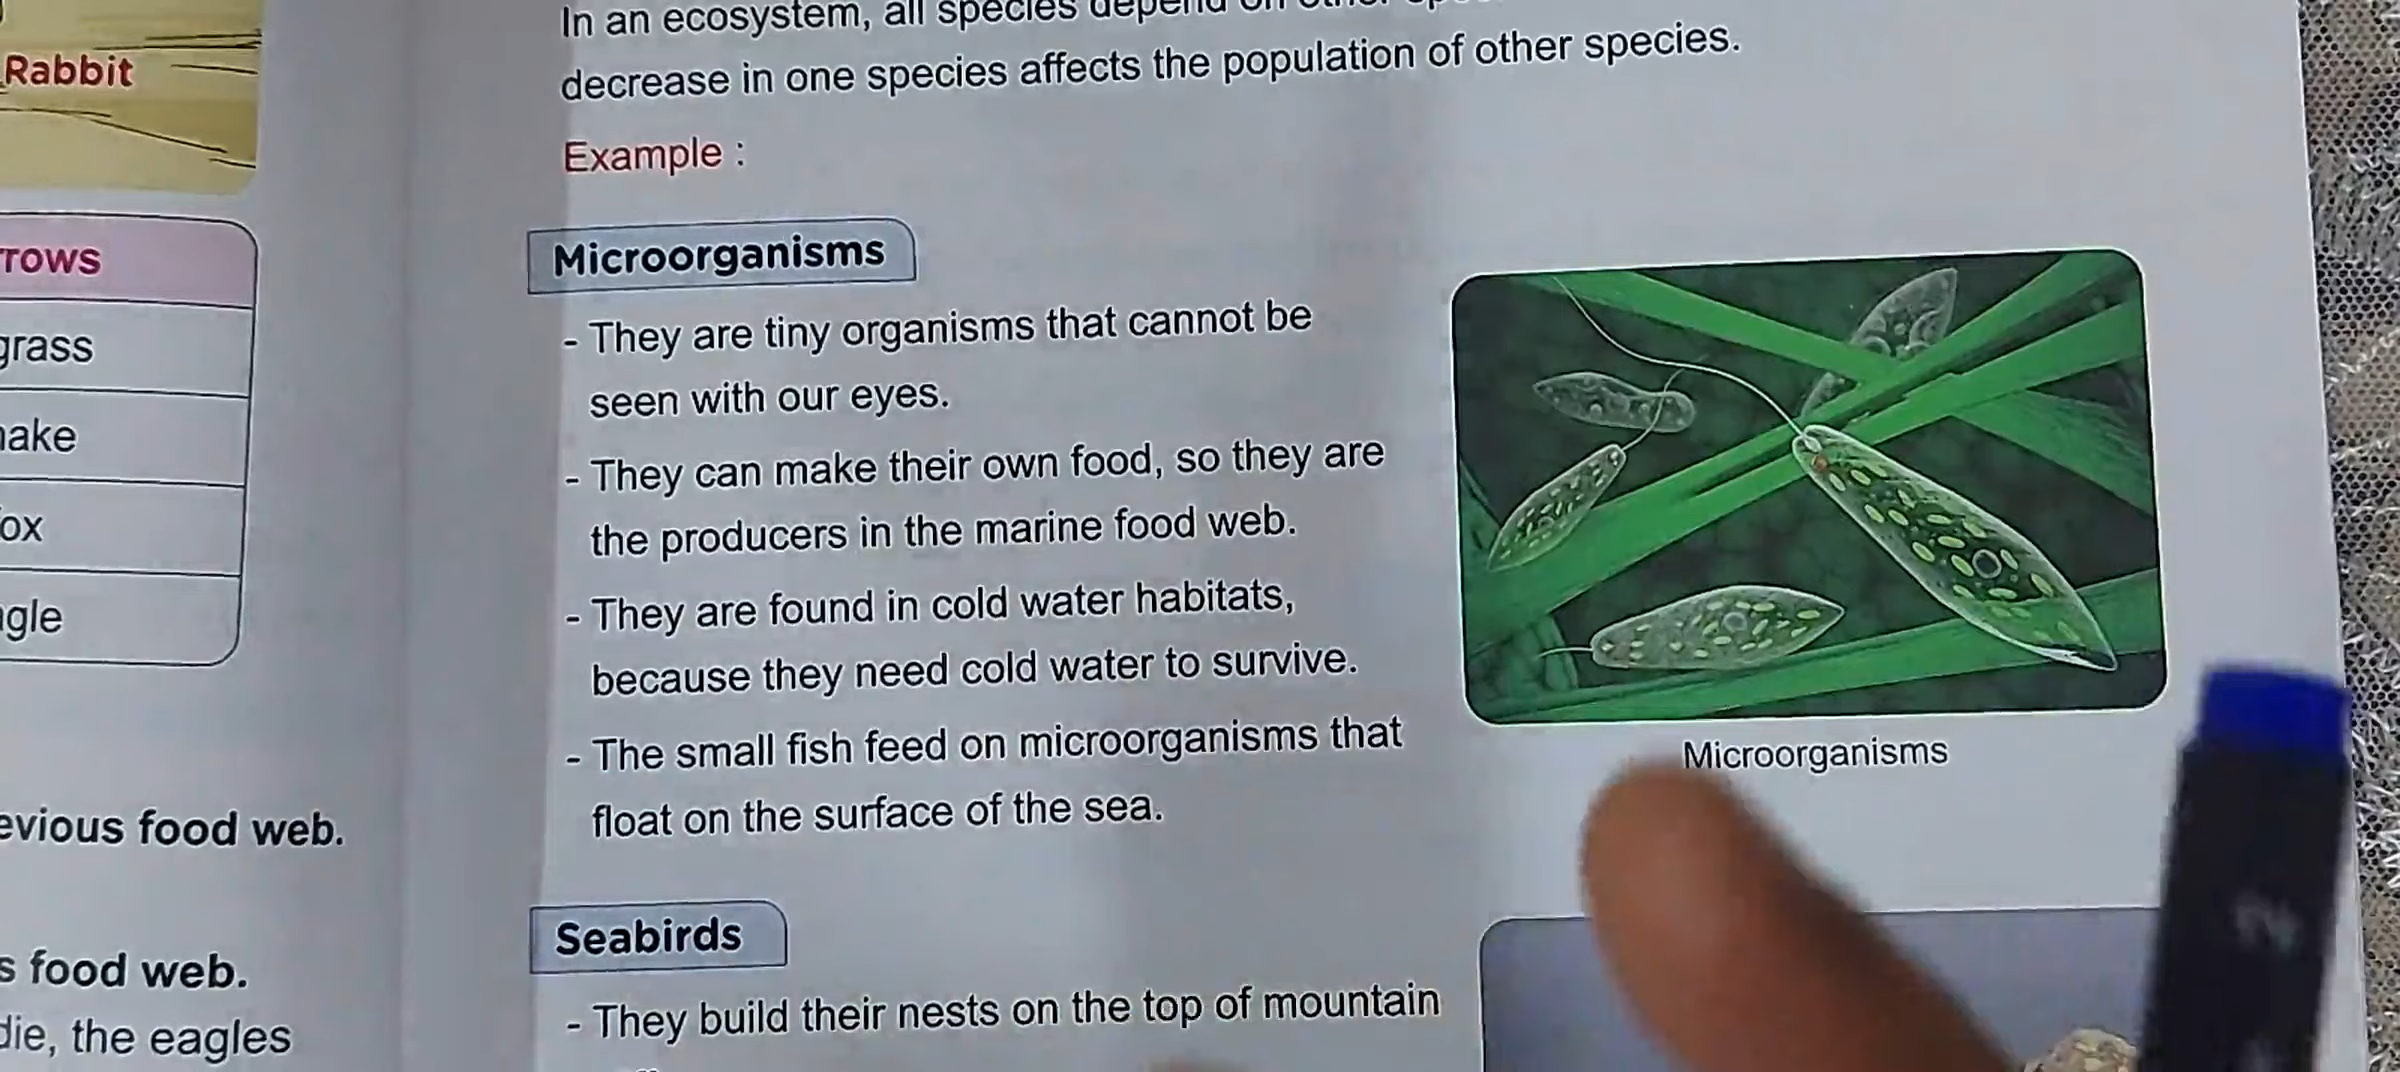 Rabbit
rows
grass
ake
ox
gle
evious food web.
s food web.
die, the eagles
In an ecosystem, all species depend on other
decrease in one species affects the population of other species.
Example :
Microorganisms
- They are tiny organisms that cannot be
seen with our eyes.
- They can make their own food, so they are
the producers in the marine food web.
- They are found in cold water habitats,
because they need cold water to survive.
- The small fish feed on microorganisms that
float on the surface of the sea.
Microorganisms
Seabirds
- They build their nests on the top of mountain